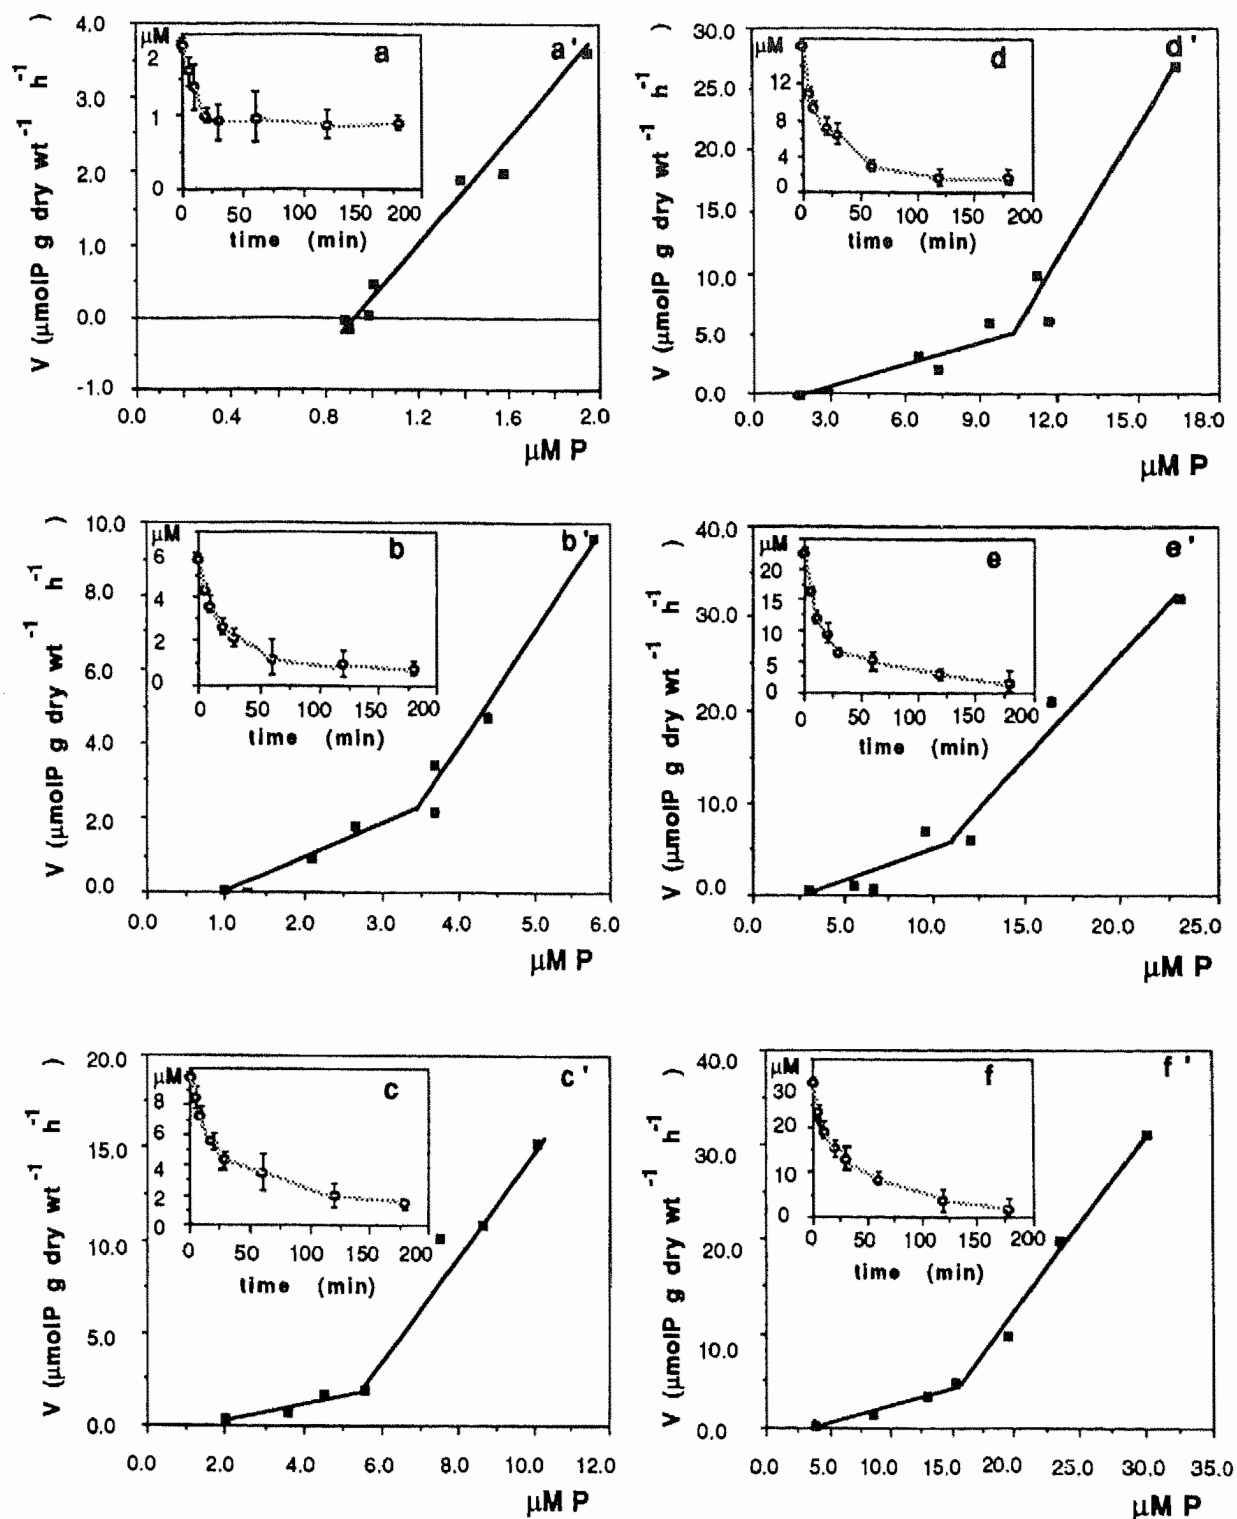 V (μmolP g dry wt⁻¹ h⁻¹ )
4.0
3.0
2.0
1.0
0.0
-1.0
0.0 0.4 0.8 1.2 1.6 2.0
μM P
a'
μM
2
1
0
a
0 50 100 150 200
time (min)
V (μmolP g dry wt⁻¹ h⁻¹ )
30.0
25.0
20.0
15.0
10.0
5.0
0.0
0.0 3.0 6.0 9.0 12.0 15.0 18.0
μM P
d'
μM
12
8
4
0
d
0 50 100 150 200
time (min)
V (μmolP g dry wt⁻¹ h⁻¹ )
10.0
8.0
6.0
4.0
2.0
0.0
0.0 1.0 2.0 3.0 4.0 5.0 6.0
μM P
b'
μM
6
4
2
0
b
0 50 100 150 200
time (min)
V (μmolP g dry wt⁻¹ h⁻¹ )
40.0
30.0
20.0
10.0
0.0
0.0 5.0 10.0 15.0 20.0 25.0
μM P
e'
μM
20
15
10
5
0
e
0 50 100 150 200
time (min)
V (μmolP g dry wt⁻¹ h⁻¹ )
20.0
15.0
10.0
5.0
0.0
0.0 2.0 4.0 6.0 8.0 10.0 12.0
μM P
c'
μM
8
6
4
2
0
c
0 50 100 150 200
time (min)
V (μmolP g dry wt⁻¹ h⁻¹ )
40.0
30.0
20.0
10.0
0.0
0.0 5.0 10.0 15.0 20.0 25.0 30.0 35.0
μM P
f'
μM
30
20
10
0
f
0 50 100 150 200
time (min)